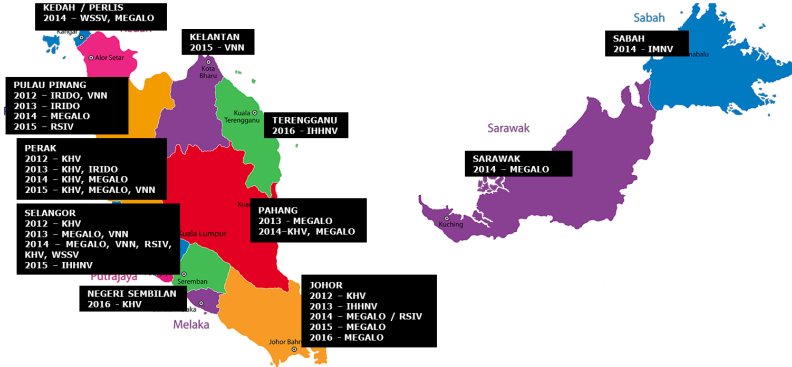 KEDAH / PERLIS
2014 – WSSV, MEGALO
Kangar
Alor Setar
KELANTAN
2015 – VNN
Kota
Bharu
PULAU PINANG
2012 – IRIDO, VNN
2013 – IRIDO
2014 – MEGALO
2015 – RSIV
Kuala
Terengganu
TERENGGANU
2016 – IHHNV
PERAK
2012 – KHV
2013 – KHV, IRIDO
2014 – KHV, MEGALO
2015 – KHV, MEGALO, VNN
SELANGOR
2012 – KHV
2013 – MEGALO, VNN
2014 – MEGALO, VNN, RSIV,
KHV, WSSV
2015 – IHHNV
PAHANG
2013 – MEGALO
2014-KHV, MEGALO
Kuala Lumpur
Putrajaya
Seremban
NEGERI SEMBILAN
2016 – KHV
Melaka
JOHOR
2012 – KHV
2013 – IHHNV
2014 – MEGALO / RSIV
2015 – MEGALO
2016 – MEGALO
Johor Bahr
Sabah
SABAH
2014 – IMNV
nabalu
Sarawak
SARAWAK
2014 – MEGALO
Kuching